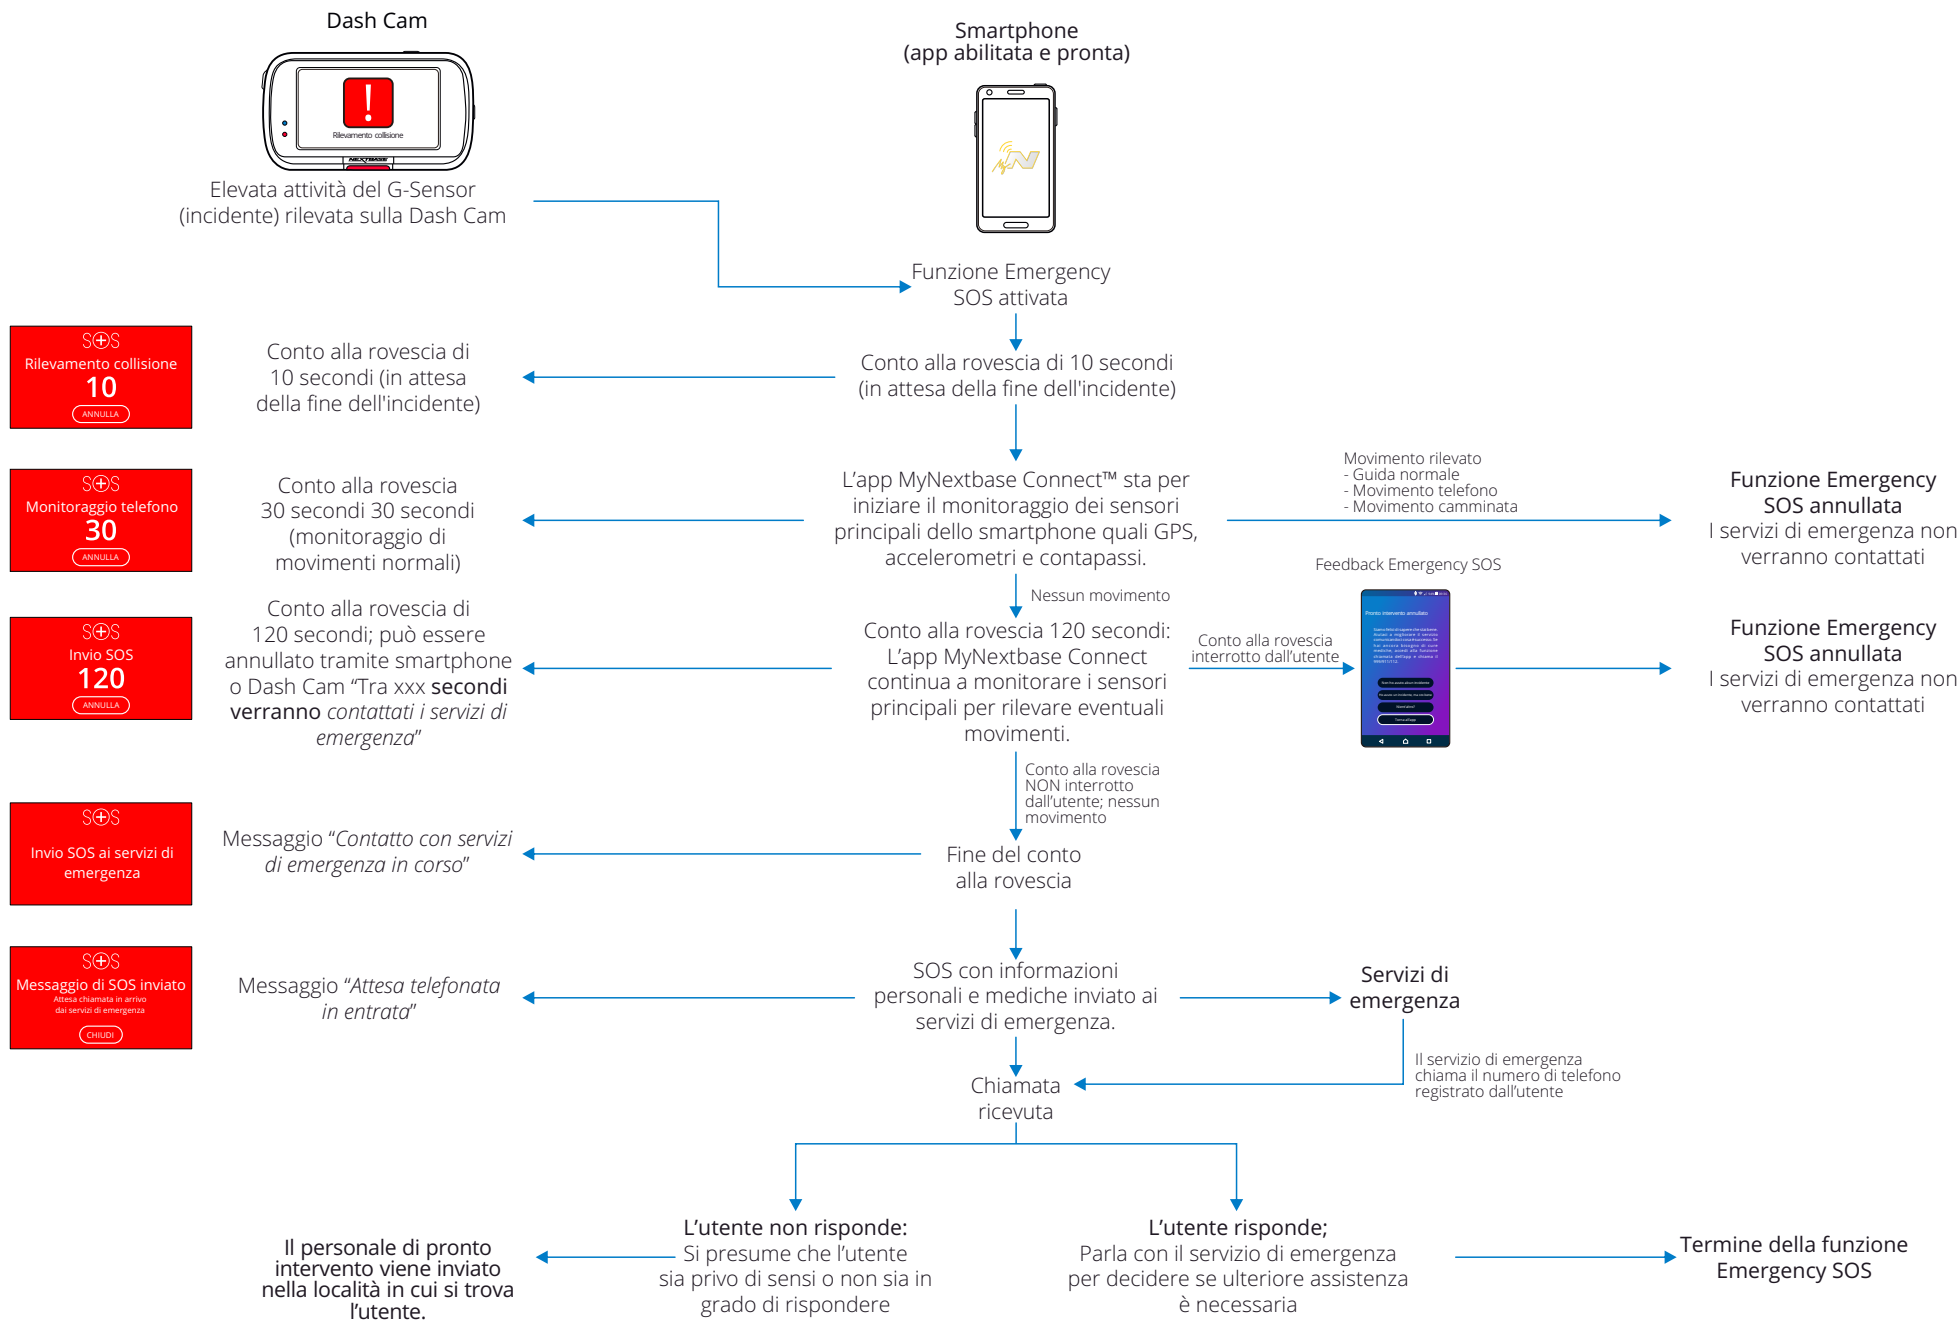 Dash Cam
Smartphone
(app abilitata e pronta)
!
Rilevamento collisione
NEXTBASE
My N
Elevata attività del G-Sensor
(incidente) rilevata sulla Dash Cam
Funzione Emergency
SOS attivata
SOS
Rilevamento collisione
10
ANNULLA
Conto alla rovescia di
10 secondi (in attesa
della fine dell'incidente)
Conto alla rovescia di 10 secondi
(in attesa della fine dell'incidente)
SOS
Monitoraggio telefono
30
ANNULLA
Conto alla rovescia
30 secondi 30 secondi
(monitoraggio di
movimenti normali)
L’app MyNextbase Connect™ sta per
iniziare il monitoraggio dei sensori
principali dello smartphone quali GPS,
accelerometri e contapassi.
Movimento rilevato
- Guida normale
- Movimento telefono
- Movimento camminata
Funzione Emergency
SOS annullata
I servizi di emergenza non
verranno contattati
Nessun movimento
Feedback Emergency SOS
SOS
Invio SOS
120
ANNULLA
Conto alla rovescia di
120 secondi; può essere
annullato tramite smartphone
o Dash Cam “Tra xxx secondi
verranno contattati i servizi di
emergenza”
Conto alla rovescia 120 secondi:
L’app MyNextbase Connect
continua a monitorare i sensori
principali per rilevare eventuali
movimenti.
Conto alla rovescia
interrotto dall’utente
Pronto intervento annullato
Torna all'app
Funzione Emergency
SOS annullata
I servizi di emergenza non
verranno contattati
Conto alla rovescia
NON interrotto
dall’utente; nessun
movimento
SOS
Invio SOS ai servizi di
emergenza
Messaggio “Contatto con servizi
di emergenza in corso”
Fine del conto
alla rovescia
SOS
Messaggio di SOS inviato
Attesa chiamata in arrivo
dai servizi di emergenza
CHIUDI
Messaggio “Attesa telefonata
in entrata”
SOS con informazioni
personali e mediche inviato ai
servizi di emergenza.
Servizi di
emergenza
Il servizio di emergenza
chiama il numero di telefono
registrato dall’utente
Chiamata
ricevuta
Il personale di pronto
intervento viene inviato
nella località in cui si trova
l’utente.
L’utente non risponde:
Si presume che l’utente
sia privo di sensi o non sia in
grado di rispondere
L’utente risponde;
Parla con il servizio di emergenza
per decidere se ulteriore assistenza
è necessaria
Termine della funzione
Emergency SOS